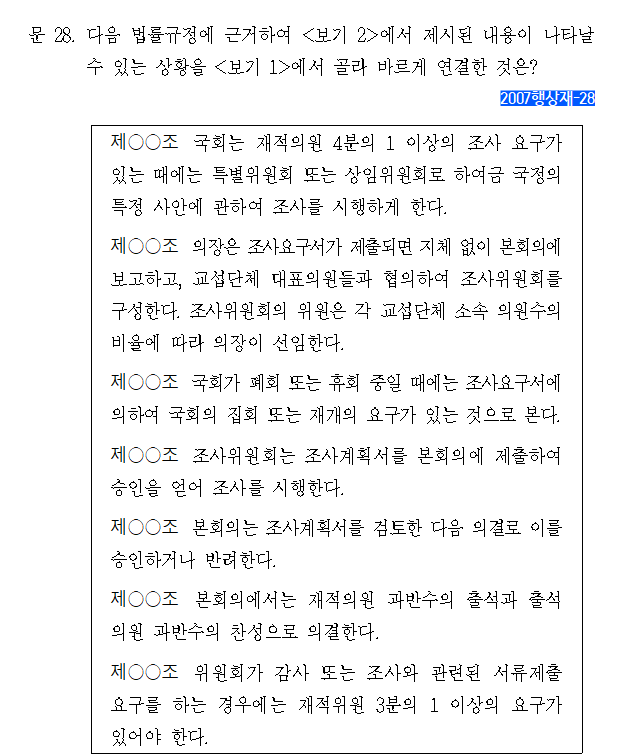 문 28. 다음 법률규정에 근거하여 <보기 2>에서 제시된 내용이 나타날
수 있는 상황을 <보기 1>에서 골라 바르게 연결한 것은?
2007행상재-28
제○○조 국회는 재적의원 4분의 1 이상의 조사 요구가
있는 때에는 특별위원회 또는 상임위원회로 하여금 국정의
특정 사안에 관하여 조사를 시행하게 한다.
제○○조 의장은 조사요구서가 제출되면 지체 없이 본회의에
보고하고, 교섭단체 대표의원들과 협의하여 조사위원회를
구성한다. 조사위원회의 위원은 각 교섭단체 소속 의원수의
비율에 따라 의장이 선임한다.
제○○조 국회가 폐회 또는 휴회 중일 때에는 조사요구서에
의하여 국회의 집회 또는 재개의 요구가 있는 것으로 본다.
제○○조 조사위원회는 조사계획서를 본회의에 제출하여
승인을 얻어 조사를 시행한다.
제○○조 본회의는 조사계획서를 검토한 다음 의결로 이를
승인하거나 반려한다.
제○○조 본회의에서는 재적의원 과반수의 출석과 출석
의원 과반수의 찬성으로 의결한다.
제○○조 위원회가 감사 또는 조사와 관련된 서류제출
요구를 하는 경우에는 재적위원 3분의 1 이상의 요구가
있어야 한다.